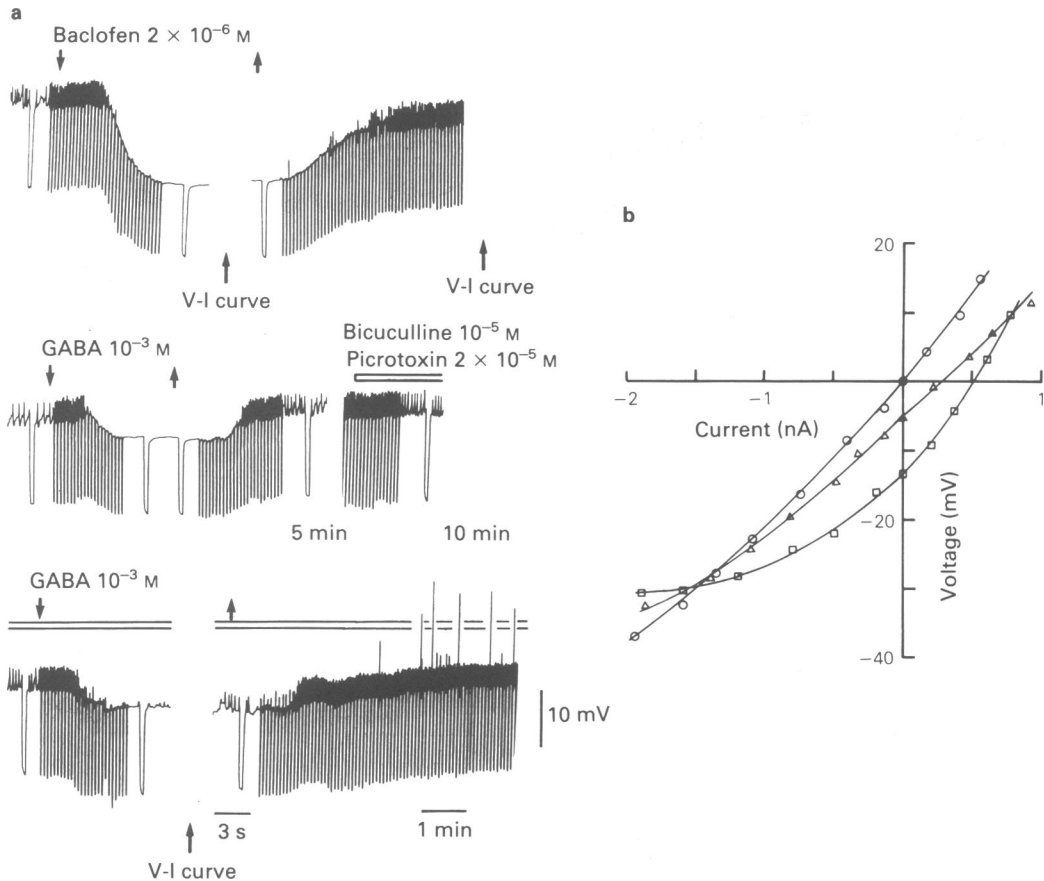 a
Baclofen 2 × 10⁻⁶ M
V-I curve
V-I curve
GABA 10⁻³ M
Bicuculline 10⁻⁵ M
Picrotoxin 2 × 10⁻⁵ M
5 min
10 min
GABA 10⁻³ M
10 mV
3 s
1 min
V-I curve
b
20
−2
−1
1
Current (nA)
−20
Voltage (mV)
−40